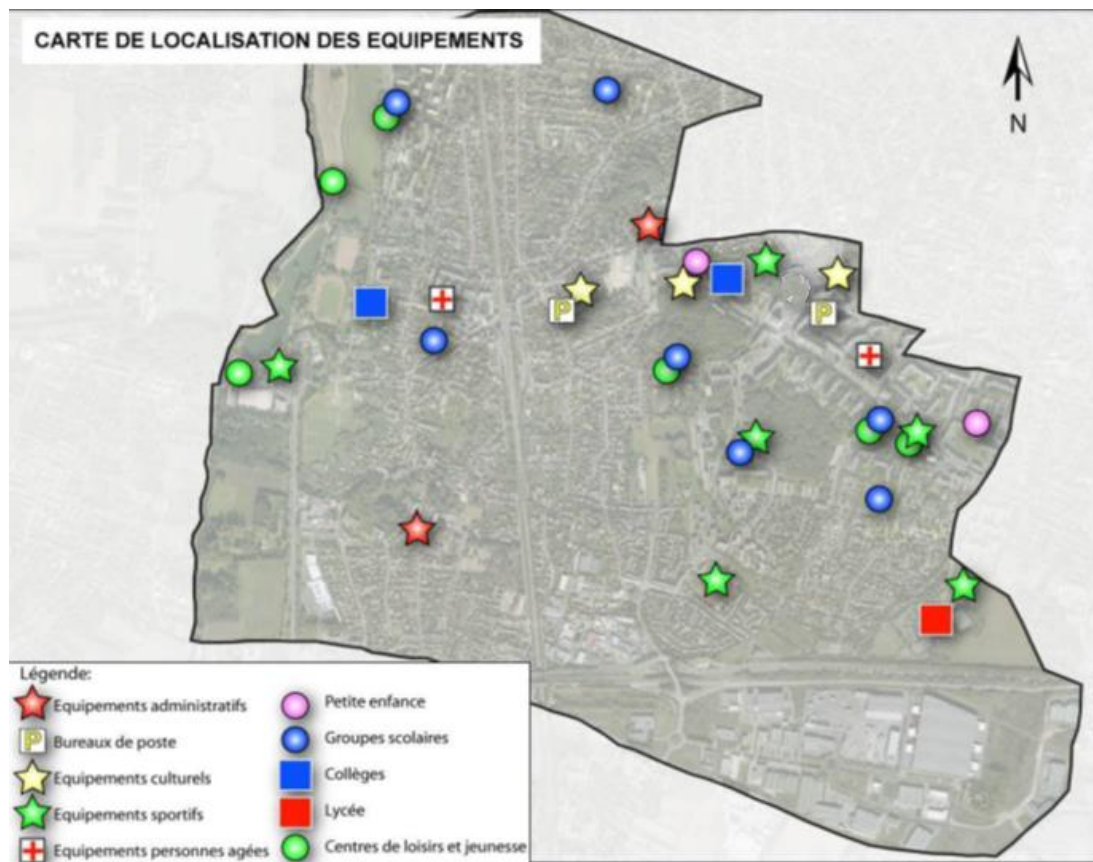 CARTE DE LOCALISATION DES EQUIPEMENTS
N
P
P
Légende:
Equipements administratifs
P Bureaux de poste
Equipements culturels
Equipements sportifs
Equipements personnes agées
Petite enfance
Groupes scolaires
Collèges
Lycée
Centres de loisirs et jeunesse